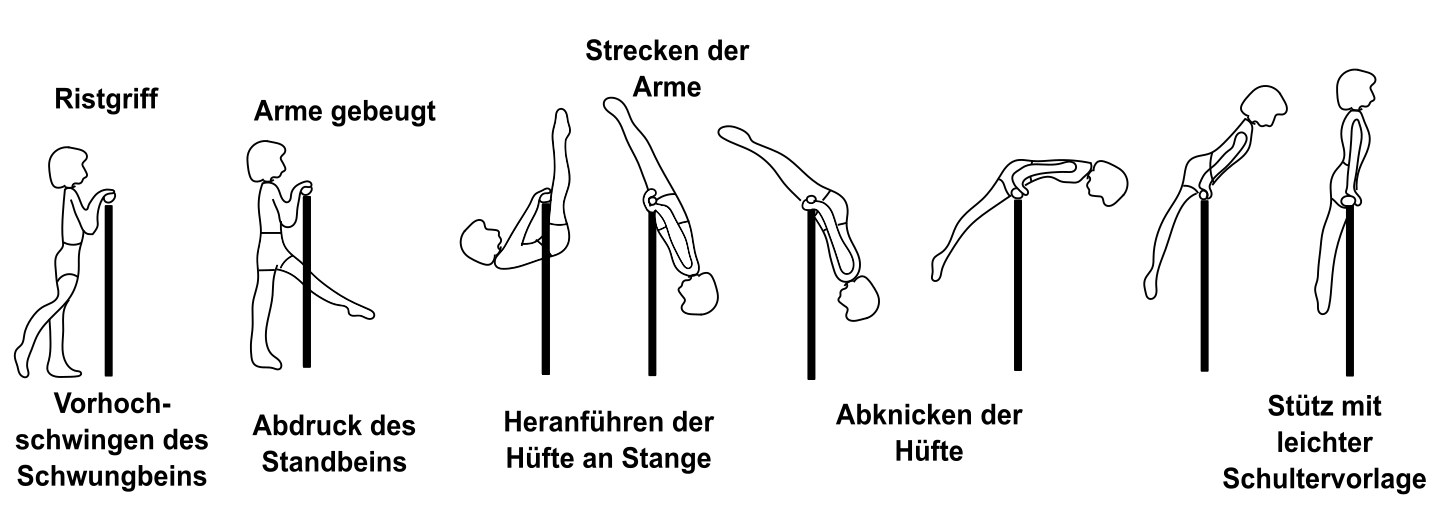 Ristgriff
Vorhoch-
schwingen des
Schwungbeins
Arme gebeugt
Abdruck des
Standbeins
Strecken der
Arme
Heranführen der
Hüfte an Stange
Abknicken der
Hüfte
Stütz mit
leichter
Schultervorlage